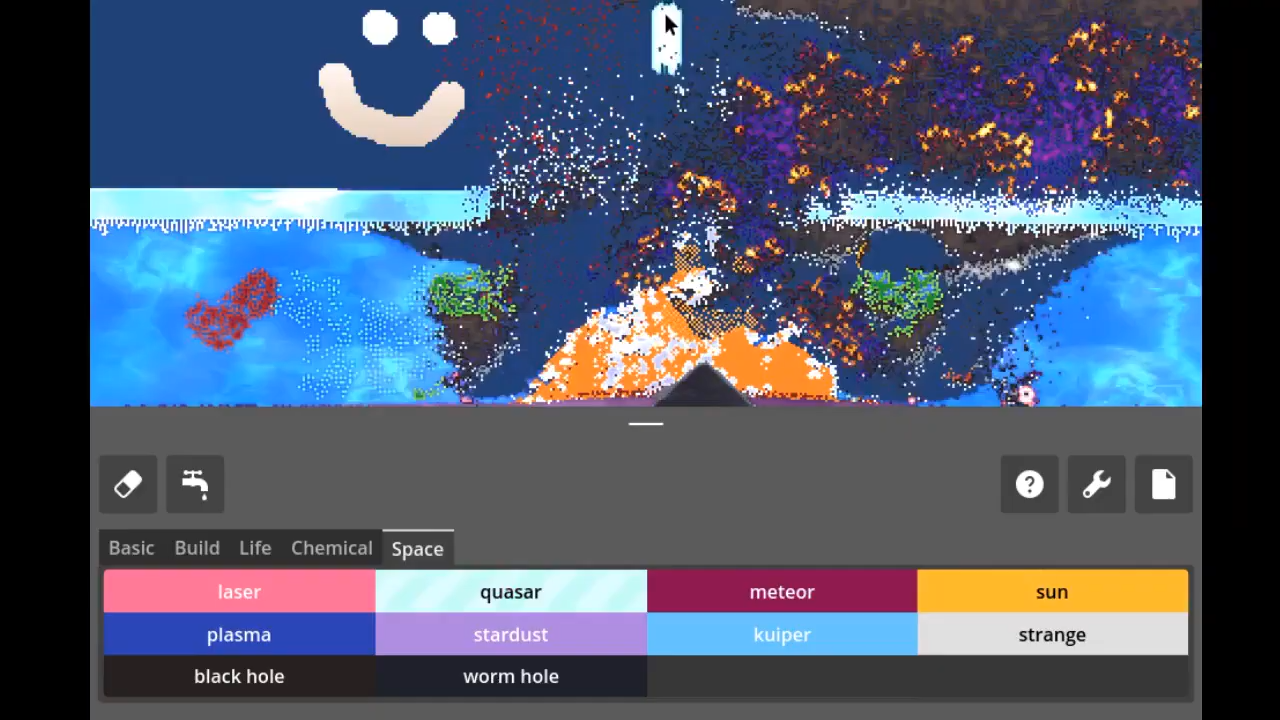 Basic Build Life Chemical Space
laser quasar meteor sun
plasma stardust kuiper strange
black hole worm hole